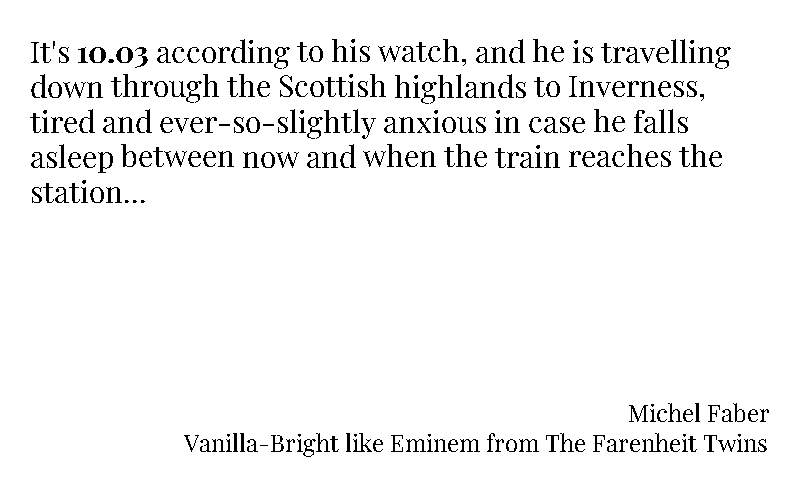 It's 10.03 according to his watch, and he is travelling
down through the Scottish highlands to Inverness,
tired and ever-so-slightly anxious in case he falls
asleep between now and when the train reaches the
station...
Michel Faber
Vanilla-Bright like Eminem from The Farenheit Twins